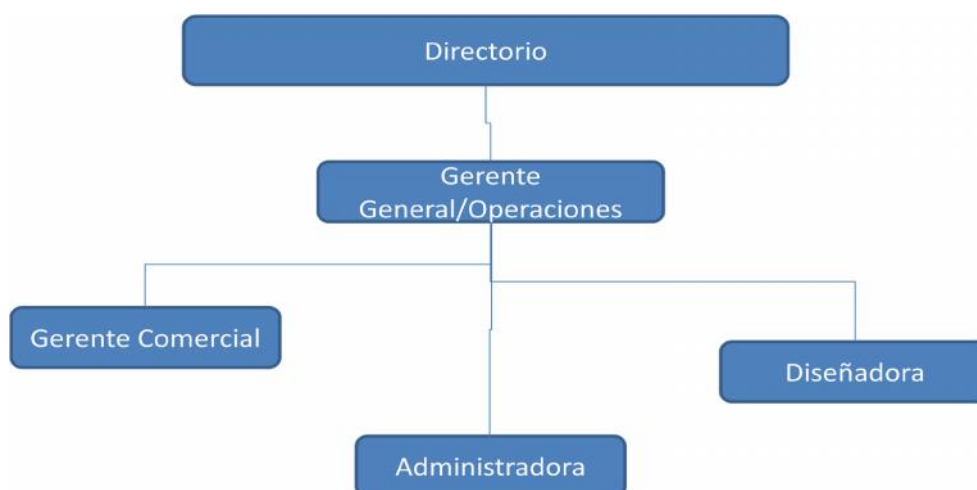 Directorio
Gerente
General/Operaciones
Gerente Comercial
Diseñadora
Administradora